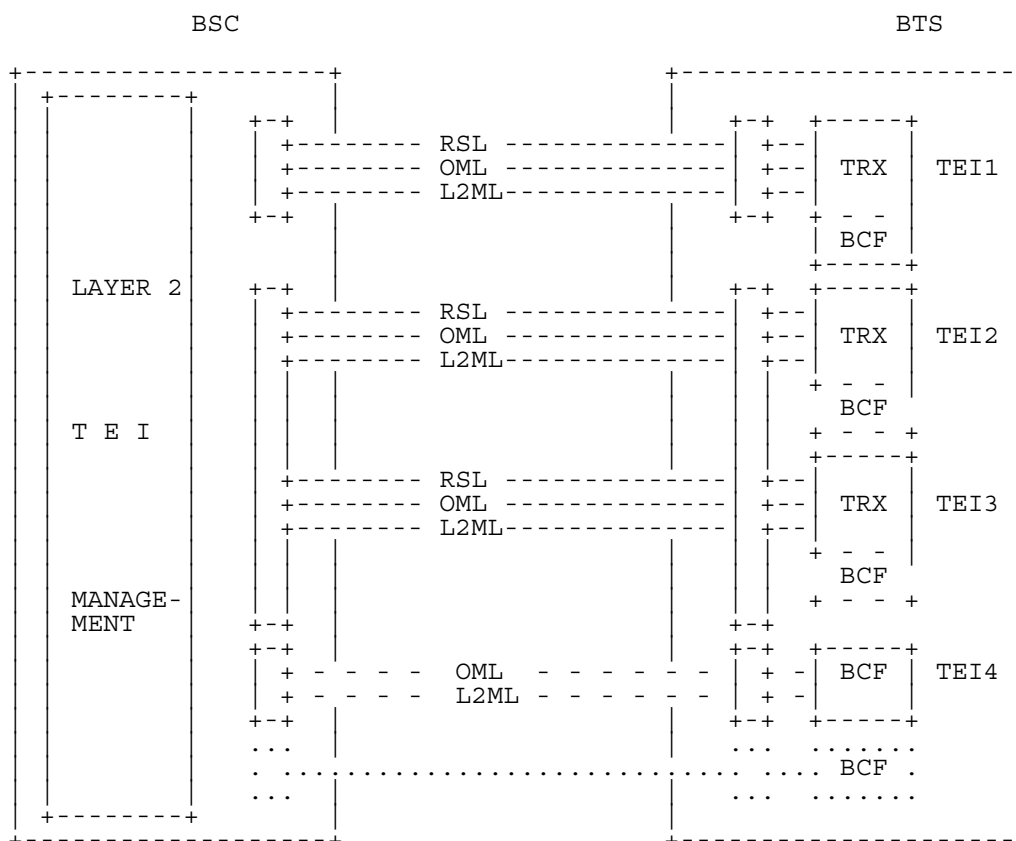 BSC BTS
RSL
OML TRX TEI1
L2ML
BCF
LAYER 2
RSL
OML TRX TEI2
L2ML
BCF
T E I
RSL
OML TRX TEI3
L2ML
BCF
MANAGE-
MENT
OML BCF TEI4
L2ML
BCF